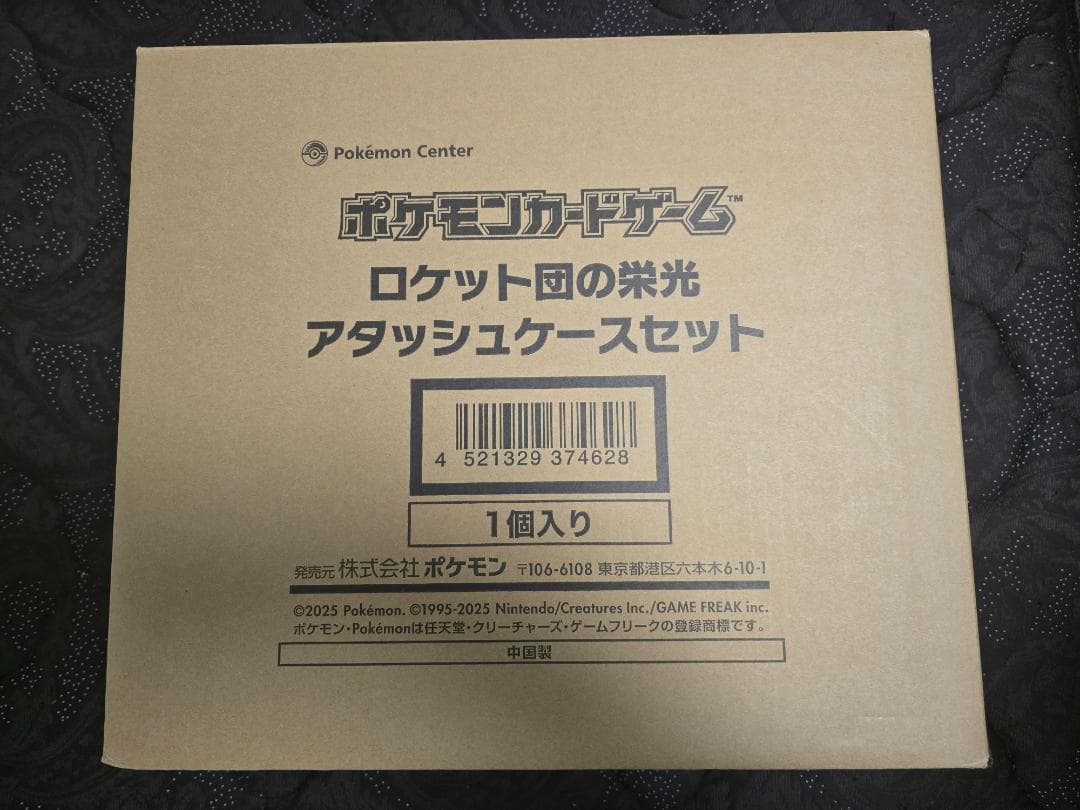 Pokémon Center
ポケモンカードゲーム™
ロケット団の栄光
アタッシュケースセット
4 521329 374628
1個入り
発売元 株式会社 ポケモン 〒106-6108 東京都港区六本木6-10-1
©2025 Pokémon. ©1995-2025 Nintendo/Creatures Inc./GAME FREAK inc.
ポケモン・Pokémonは任天堂・クリーチャーズ・ゲームフリークの登録商標です。
中国製